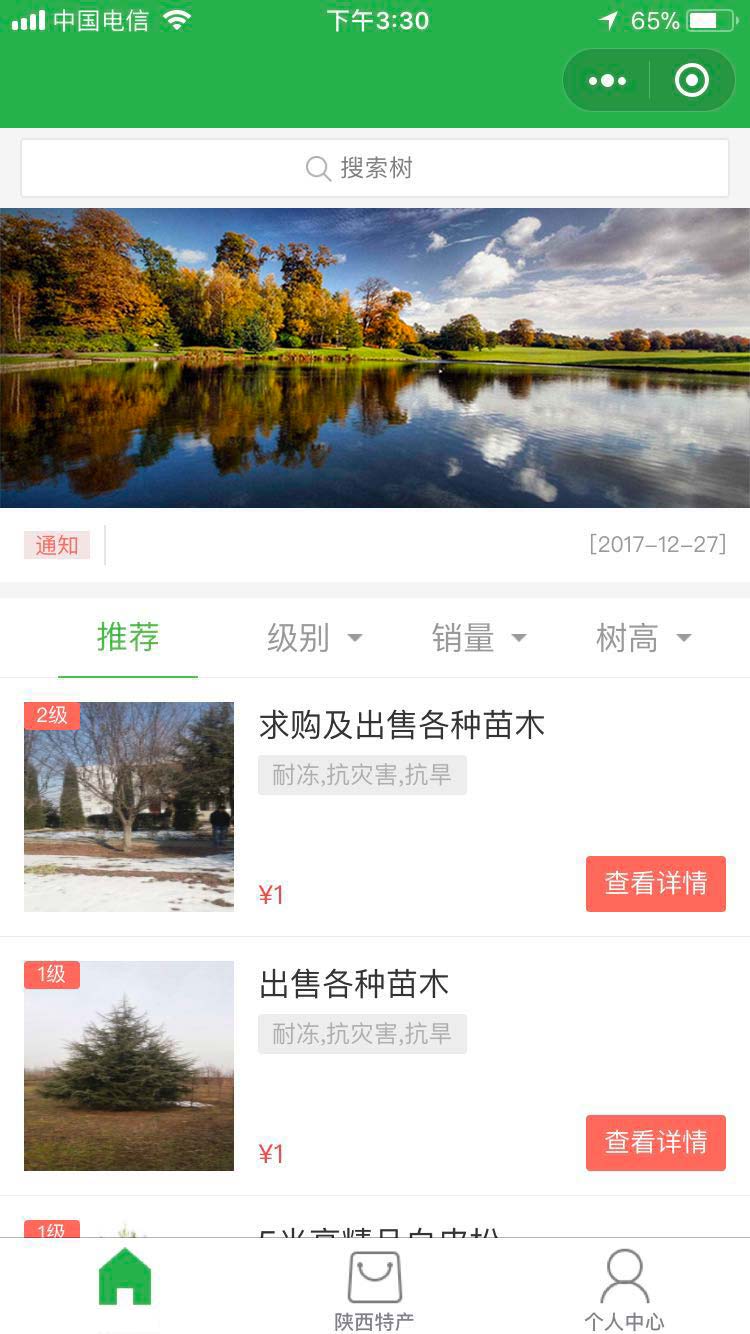 中国电信 下午3:30 65%
搜索树
通知 [2017-12-27]
推荐 级别 销量 树高
2级
求购及出售各种苗木
耐冻,抗灾害,抗旱
¥1 查看详情
1级
出售各种苗木
耐冻,抗灾害,抗旱
¥1 查看详情
1级
陕西特产 个人中心